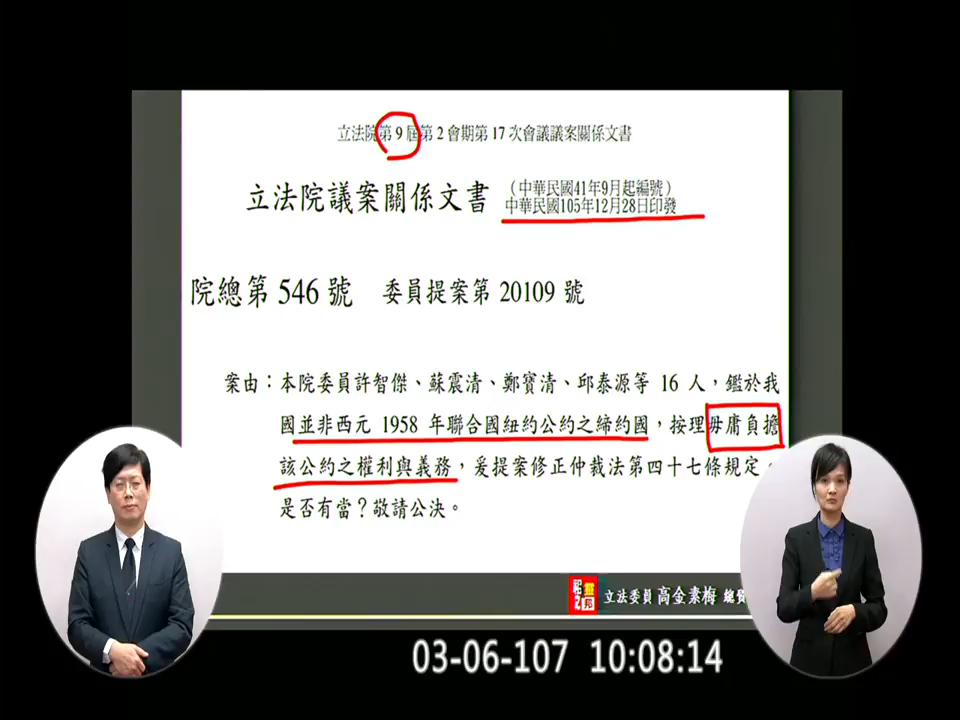 立法院第9屆第2會期第17次會議議案關係文書
立法院議案關係文書
（中華民國41年9月起編號）
中華民國105年12月28日印發
院總第546號 委員提案第20109號
案由：本院委員許智傑、蘇震清、鄭寶清、邱泰源等16人，鑑於我
國並非西元1958年聯合國紐約公約之締約國，按理毋庸負擔
該公約之權利與義務，爰提案修正仲裁法第四十七條規定。
是否有當？敬請公決。
立法委員 高金素梅 總質
03-06-107 10:08:14